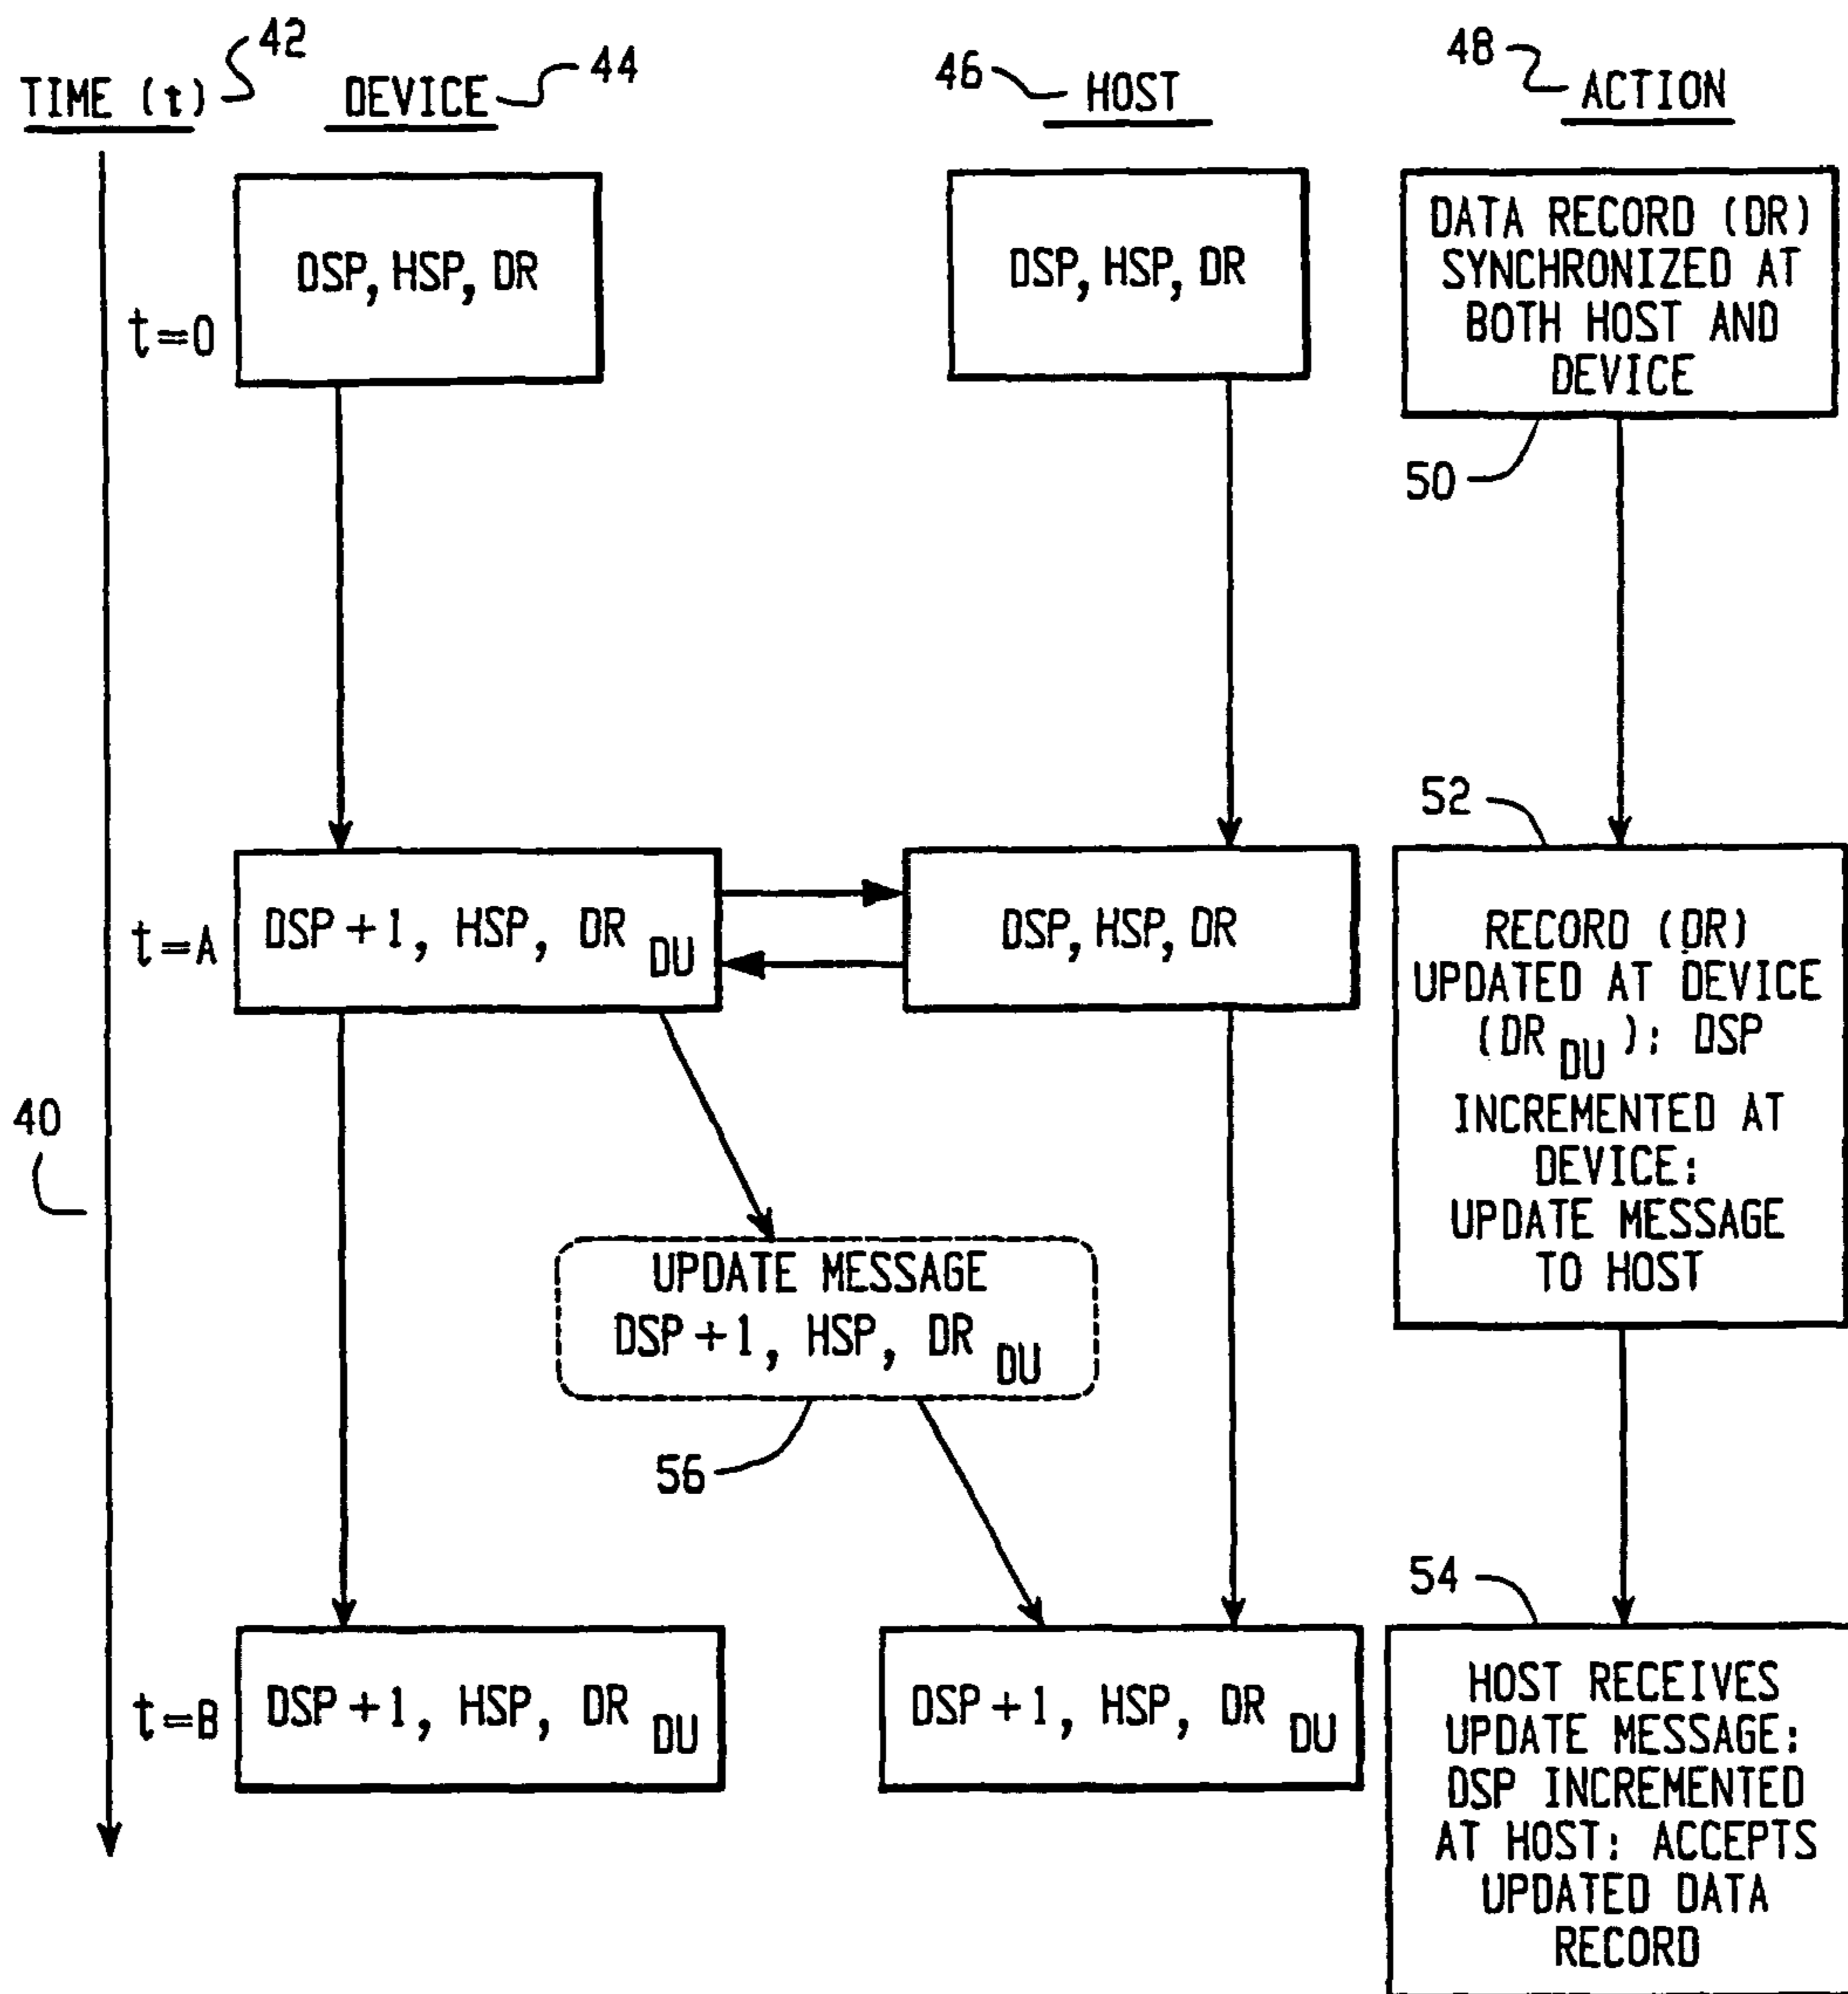 42
44
46
48
TIME (t)
DEVICE
HOST
ACTION
DSP, HSP, DR
DSP, HSP, DR
DATA RECORD (DR)
SYNCHRONIZED AT
BOTH HOST AND
DEVICE
t=0
50
52
t=A
DSP+1, HSP, DR DU
DSP, HSP, DR
RECORD (DR)
UPDATED AT DEVICE
(DR DU ); DSP
INCREMENTED AT
DEVICE;
UPDATE MESSAGE
TO HOST
40
UPDATE MESSAGE
DSP+1, HSP, DR DU
56
54
t=B
DSP+1, HSP, DR DU
DSP+1, HSP, DR DU
HOST RECEIVES
UPDATE MESSAGE;
DSP INCREMENTED
AT HOST; ACCEPTS
UPDATED DATA
RECORD